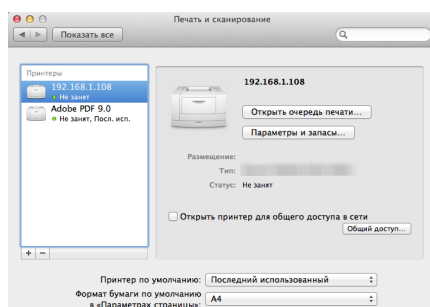 Печать и сканирование
Показать все
Принтеры
192.168.1.108
Не занят
Adobe PDF 9.0
Не занят, Посл. исп.
192.168.1.108
Открыть очередь печати...
Параметры и запасы...
Размещение:
Тип:
Статус: Не занят
Открыть принтер для общего доступа в сети
Общий доступ...
+ −
Принтер по умолчанию: Последний использованный
Формат бумаги по умолчанию
в «Параметрах страницы»: A4